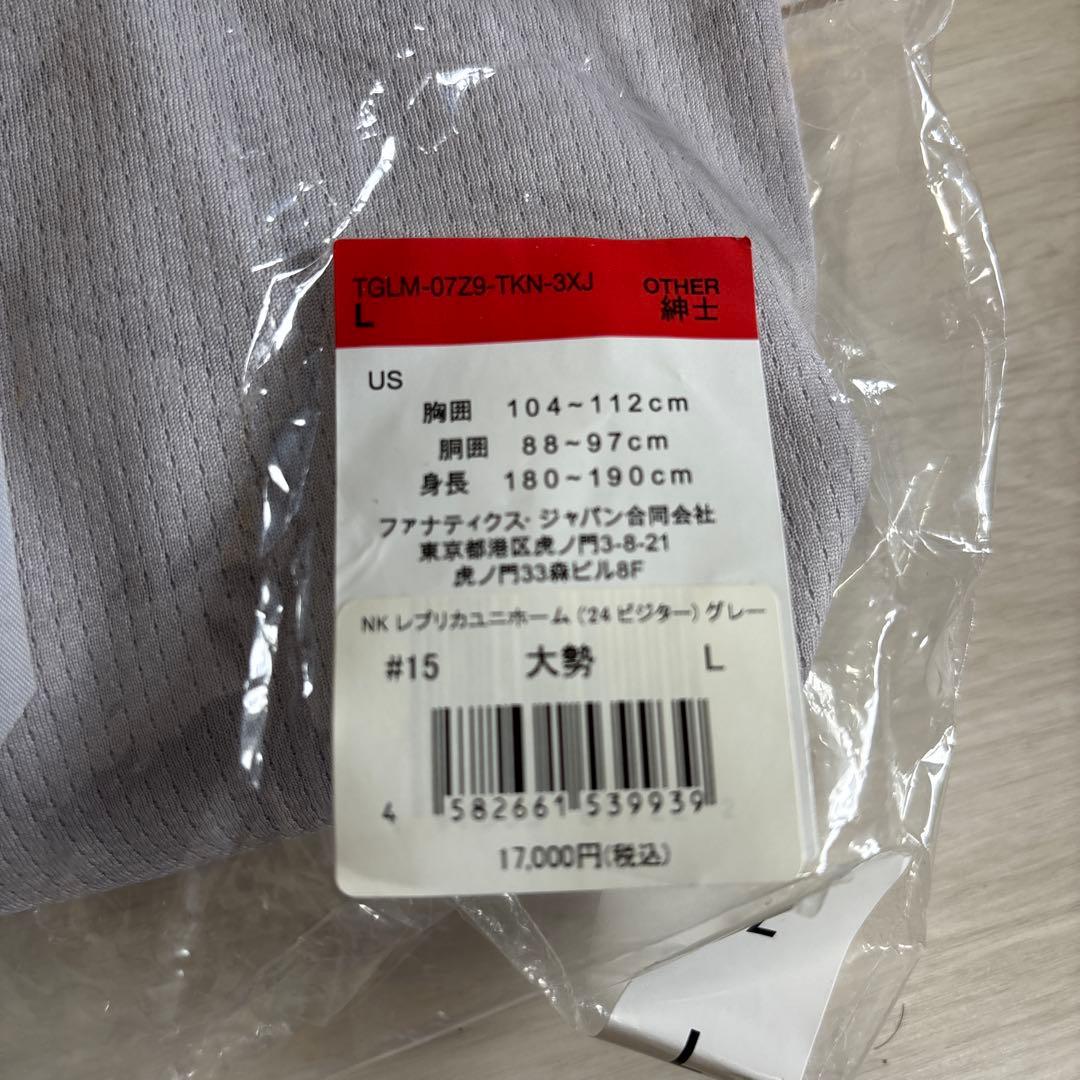 TGLM-07Z9-TKN-3XJ OTHER
L 紳士
US
胸囲 104~112cm
胴囲 88~97cm
身長 180~190cm
ファナティクス・ジャパン合同会社
東京都港区虎ノ門3-8-21
虎ノ門33森ビル8F
NK レプリカユニホーム ('24 ビジター) グレー
#15 大勢 L
4 582661 539939
17,000円(税込)
L
L